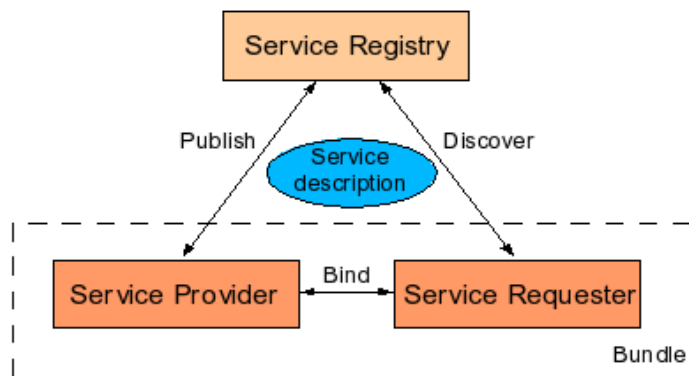 Service Registry
Publish
Discover
Service
description
Service Provider
Bind
Service Requester
Bundle